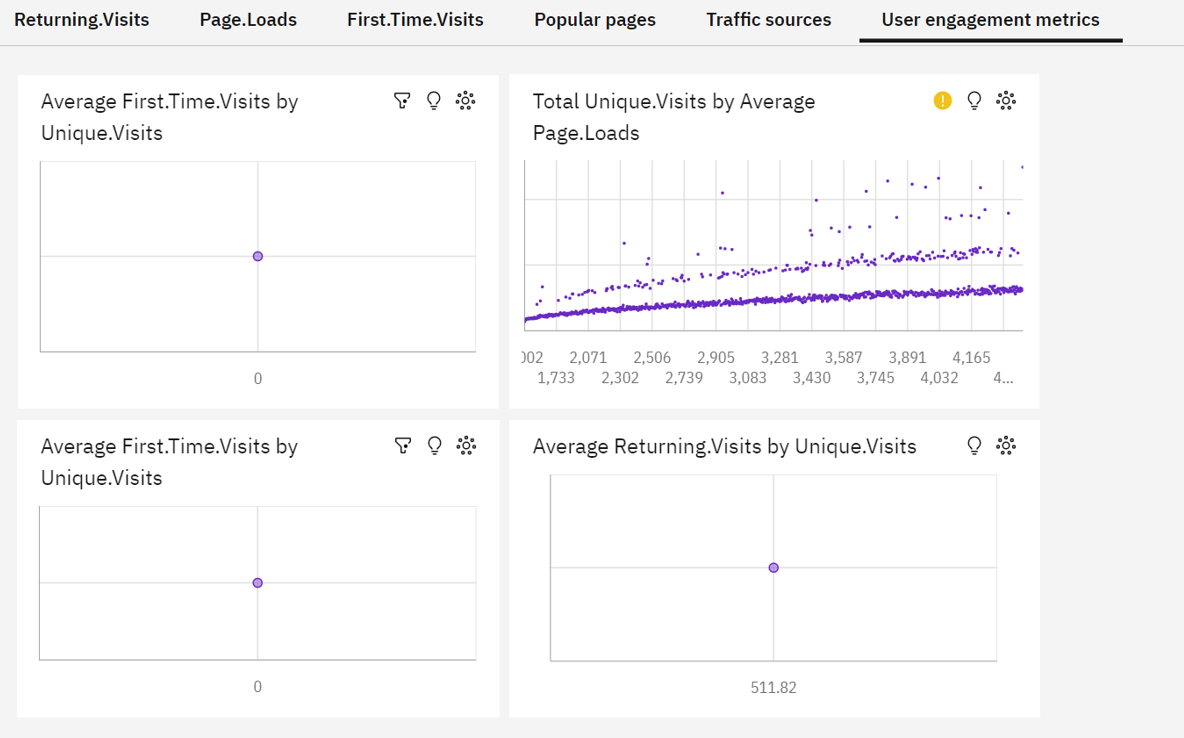 Returning.Visits Page.Loads First.Time.Visits Popular pages Traffic sources User engagement metrics
Average First.Time.Visits by
Unique.Visits
0
Total Unique.Visits by Average
Page.Loads
002 2,071 2,506 2,905 3,281 3,587 3,891 4,165
1,733 2,302 2,739 3,083 3,430 3,745 4,032 4...
Average First.Time.Visits by
Unique.Visits
0
Average Returning.Visits by Unique.Visits
511.82